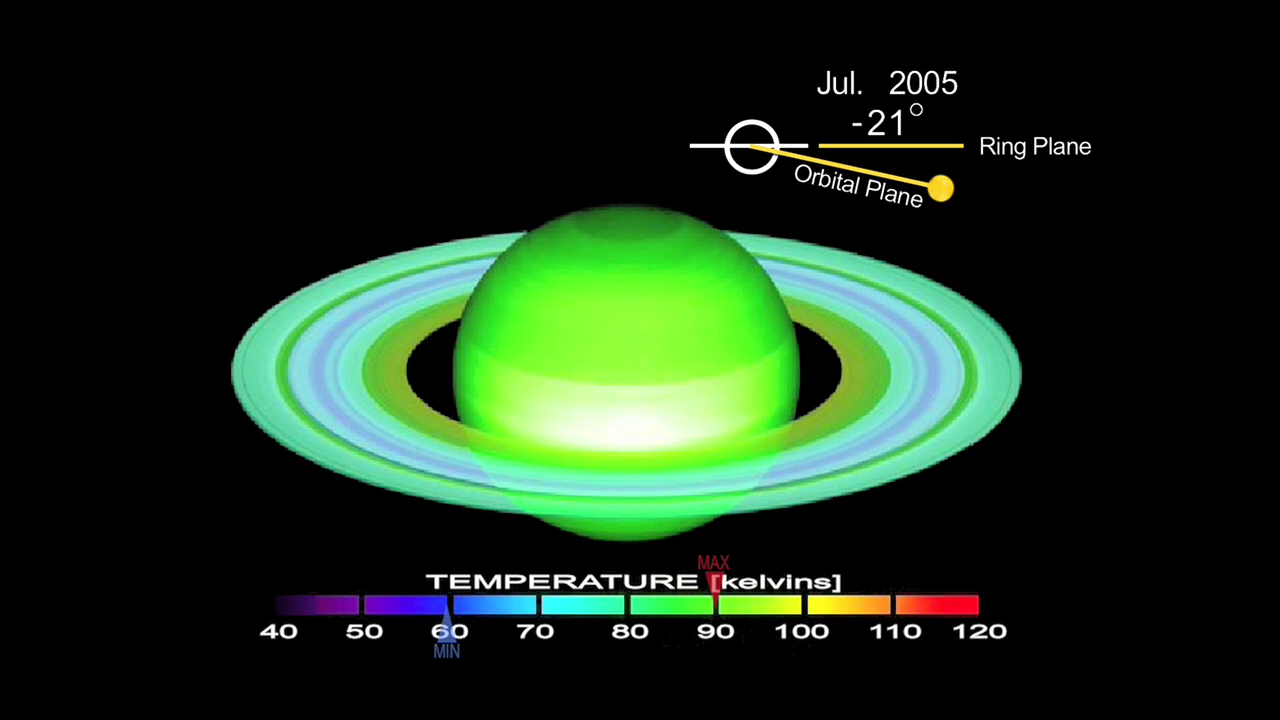 Jul. 2005
-21°
Ring Plane
Orbital Plane
MAX
TEMPERATURE [kelvins]
40 50 60 70 80 90 100 110 120
MIN